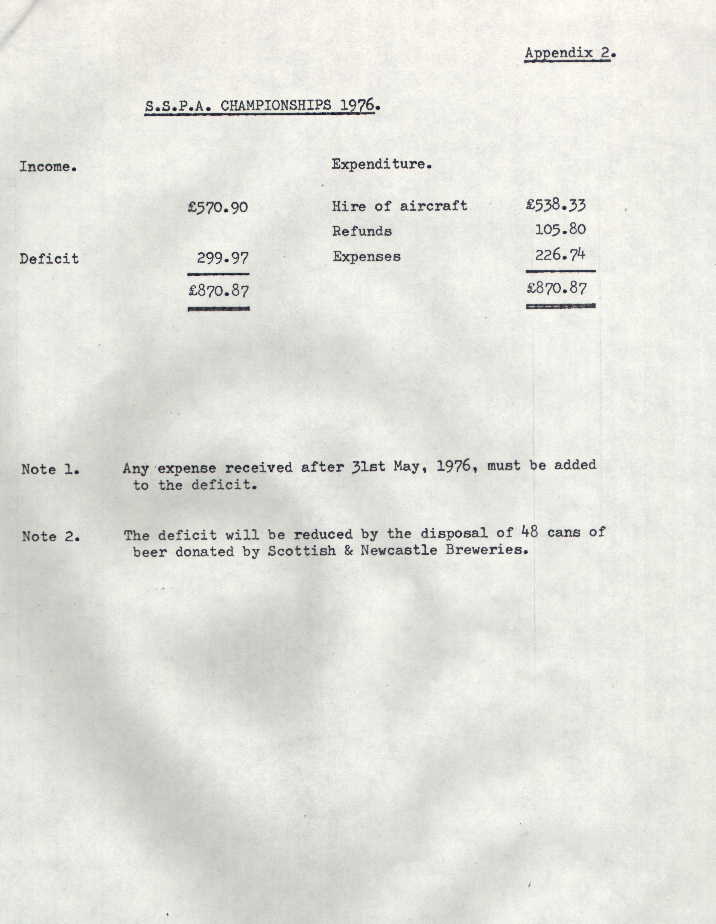 Appendix 2.
S.S.P.A. CHAMPIONSHIPS 1976.
Income. Expenditure.
£570.90 Hire of aircraft £538.33
Refunds 105.80
Deficit 299.97 Expenses 226.74
£870.87 £870.87
Note 1. Any expense received after 31st May, 1976, must be added
to the deficit.
Note 2. The deficit will be reduced by the disposal of 48 cans of
beer donated by Scottish & Newcastle Breweries.